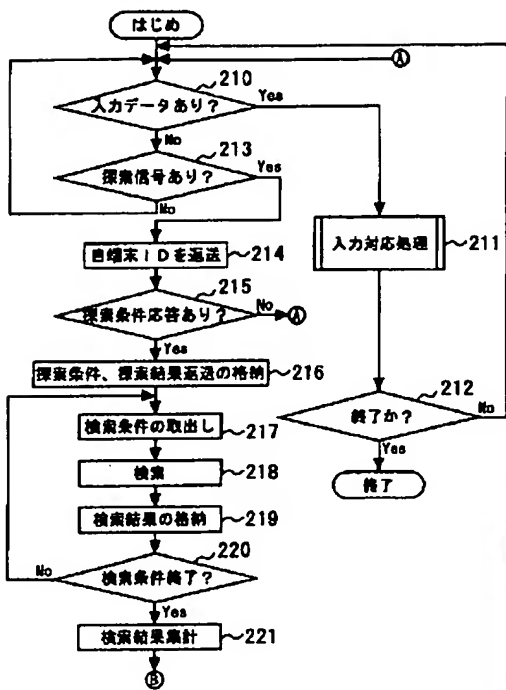 はじめ
Ⓐ
210
入力データあり?
Yes
No
213
探索信号あり?
Yes
No
自端末IDを返送
214
入力対応処理
211
215
探索条件応答あり?
No
Ⓐ
Yes
探索条件、探索結果返送の格納
216
212
終了か?
No
Yes
終了
検索条件の取出し
217
検索
218
検索結果の格納
219
220
検索条件終了?
No
Yes
検索結果集計
221
Ⓑ